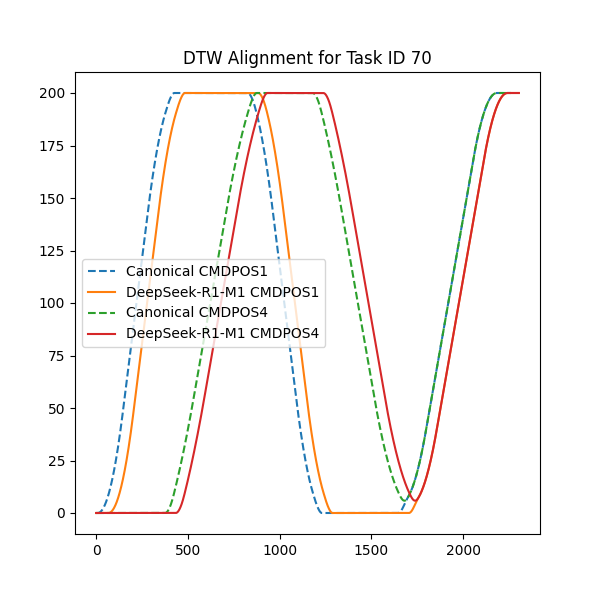 DTW Alignment for Task ID 70
200
175
150
125
100
75
50
25
0
Canonical CMDPOS1
DeepSeek-R1-M1 CMDPOS1
Canonical CMDPOS4
DeepSeek-R1-M1 CMDPOS4
0 500 1000 1500 2000